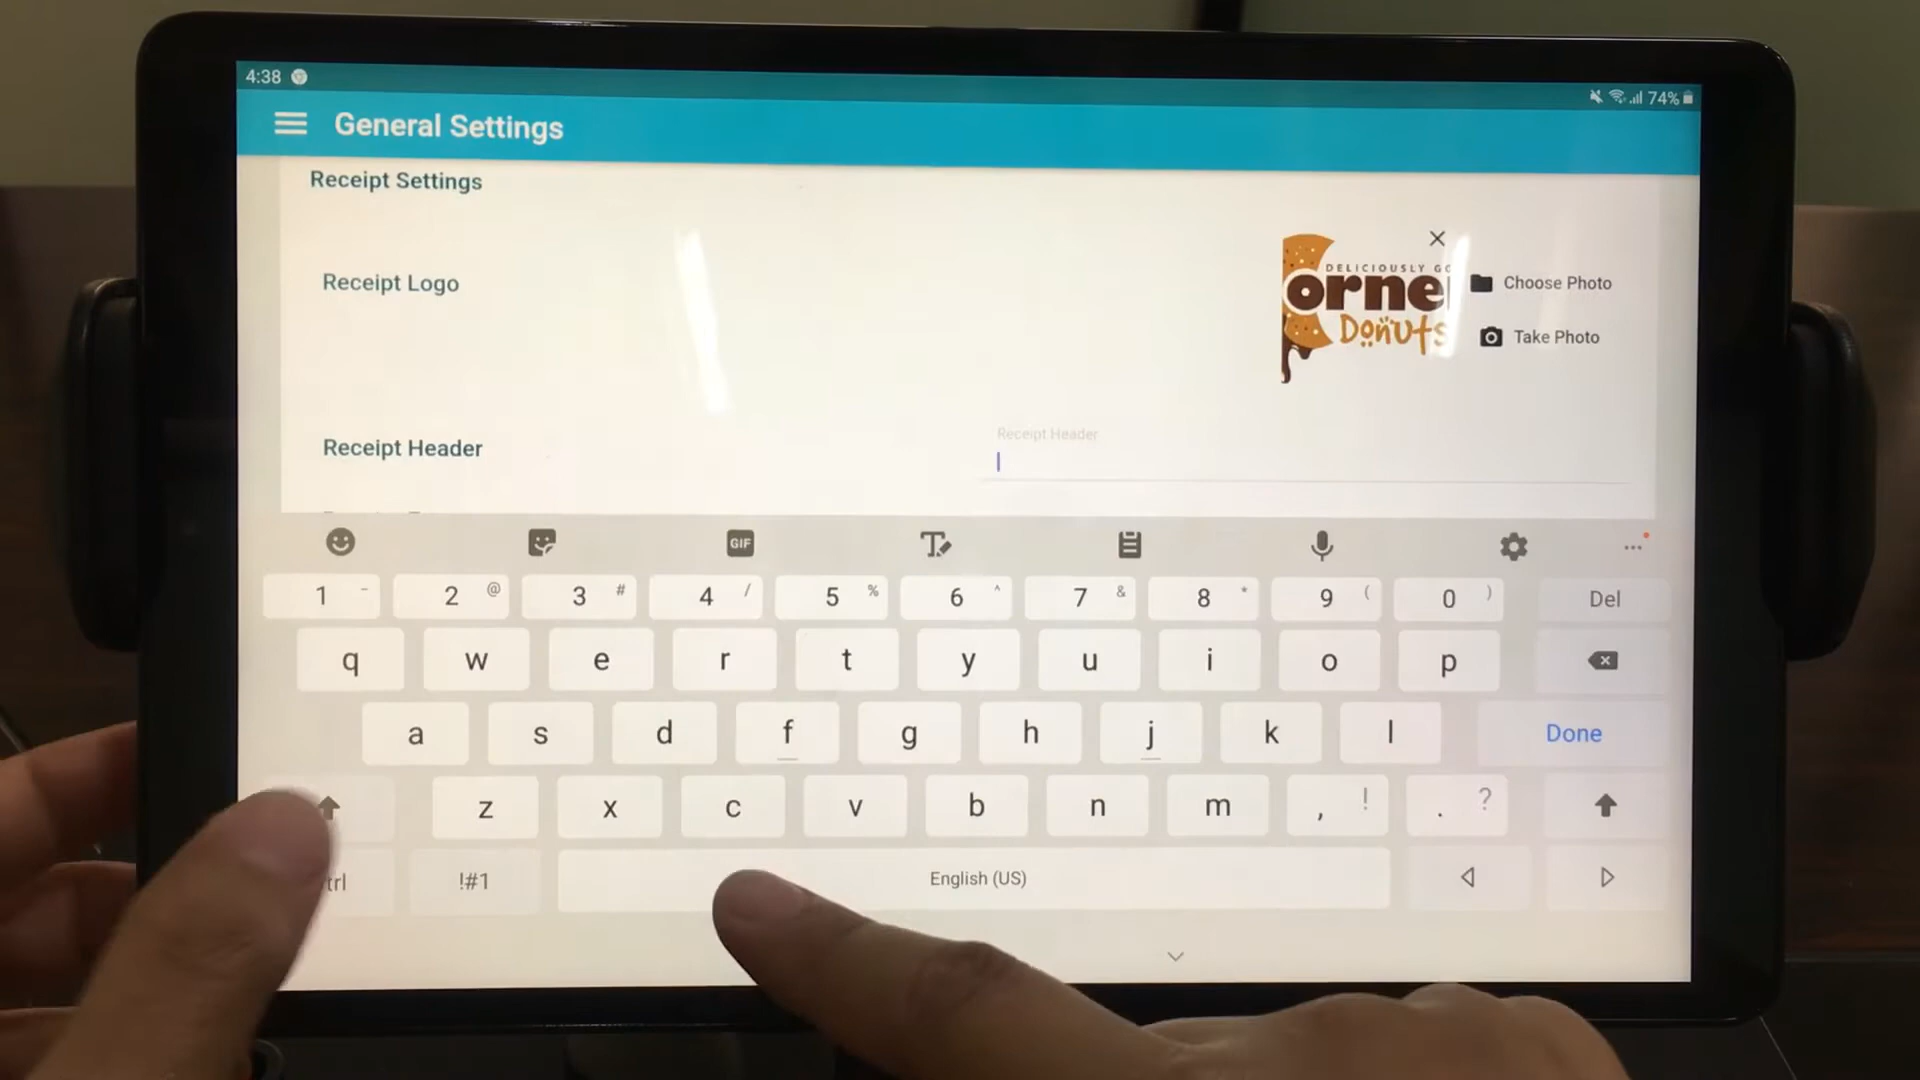 4:38
74%
General Settings
Receipt Settings
DELICIOUSLY GO
orne
Donuts
Receipt Logo
Choose Photo
Take Photo
Receipt Header
Receipt Header
GIF
1 - 2 @ 3 # 4 / 5 % 6 ^ 7 & 8 * 9 ( 0 ) Del
q w e r t y u i o p
a s d f g h j k l Done
z x c v b n m , ! . ?
trl !#1 English (US)